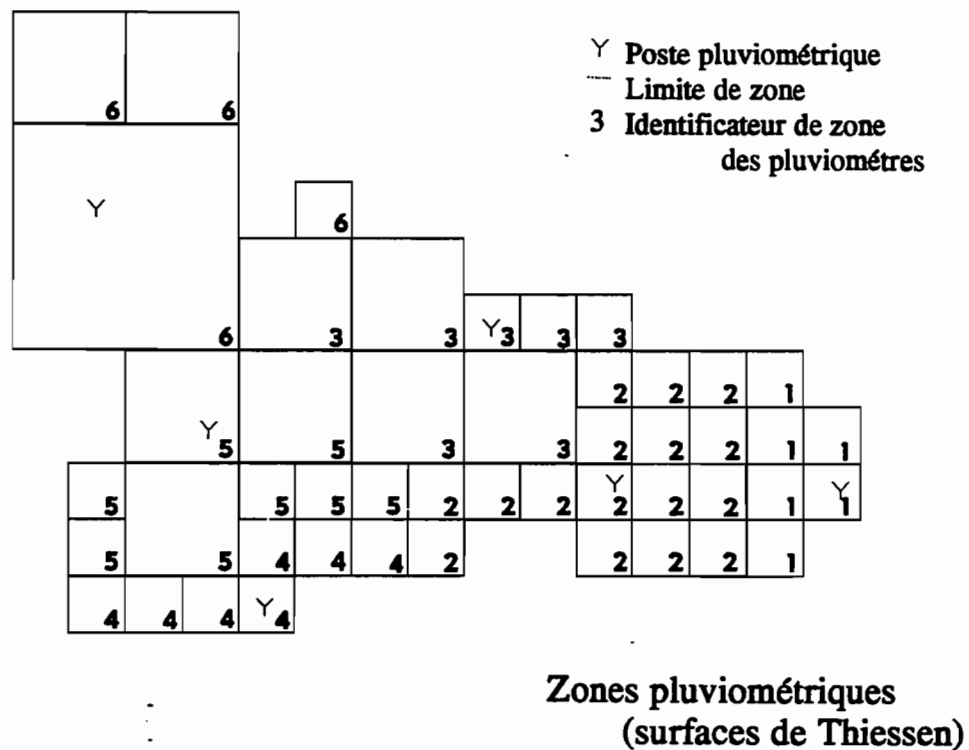 Y Poste pluviométrique
Limite de zone
3 Identificateur de zone
des pluviométres
6 6
Y
6
6 3 3 Y 3 3 3
2 2 2 1
Y 5 5 3 3 2 2 2 1 1
5 5 5 5 2 2 2 Y 2 2 2 1 Y 1
5 5 4 4 4 2 2 2 2 1
4 4 4 Y 4
Zones pluviométriques
(surfaces de Thiessen)